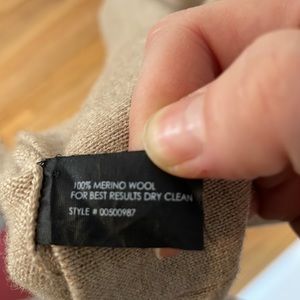 100% MERINO WOOL
FOR BEST RESULTS DRY CLEAN
STYLE # 00500987